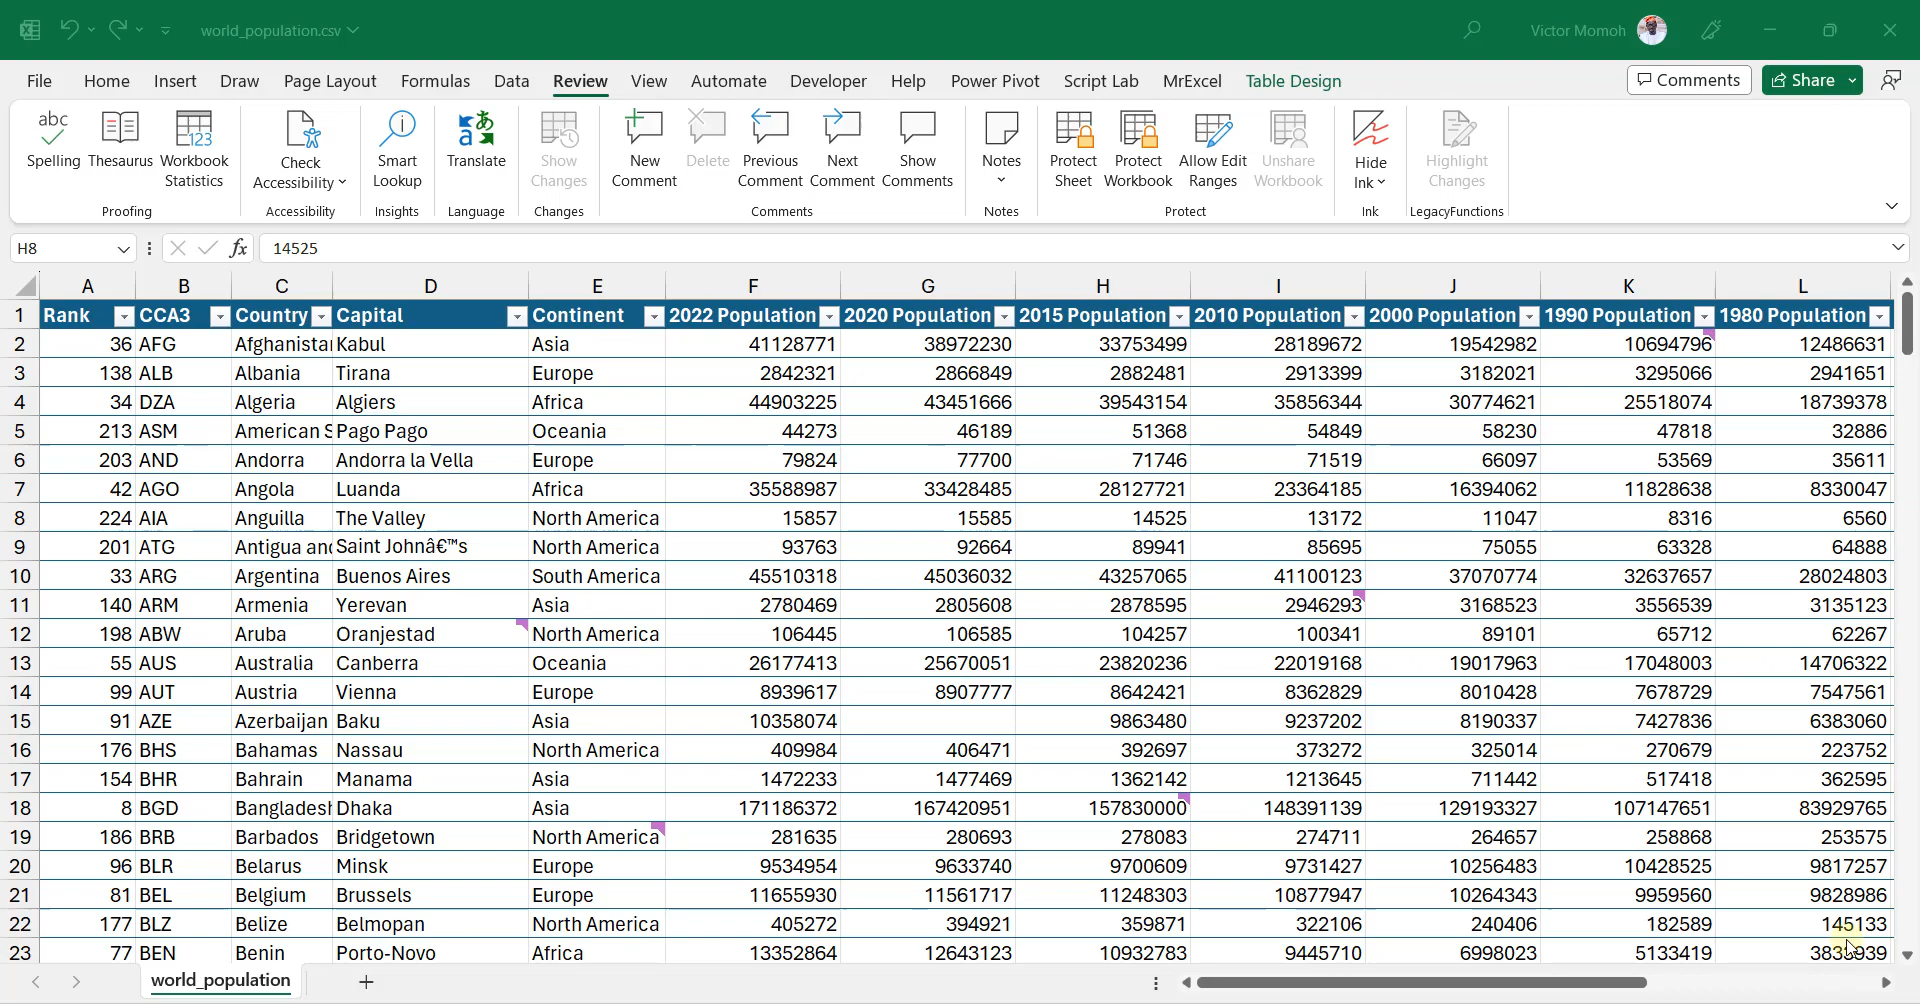 world_population.csv Victor Momoh
File Home Insert Draw Page Layout Formulas Data Review View Automate Developer Help Power Pivot Script Lab MrExcel Table Design Comments Share
abc
Spelling Thesaurus Workbook Statistics Check Accessibility Smart Lookup Translate Show Changes New Comment Delete Previous Comment Next Comment Show Comments Notes Protect Sheet Protect Workbook Allow Edit Ranges Unshare Workbook Hide Ink Highlight Changes
Proofing Accessibility Insights Language Changes Comments Notes Protect Ink LegacyFunctions
H8 fx 14525
A B C D E F G H I J K L
1 Rank CCA3 Country Capital Continent 2022 Population 2020 Population 2015 Population 2010 Population 2000 Population 1990 Population 1980 Population
2 36 AFG Afghanistan Kabul Asia 41128771 38972230 33753499 28189672 19542982 10694796 12486631
3 138 ALB Albania Tirana Europe 2842321 2866849 2882481 2913399 3182021 3295066 2941651
4 34 DZA Algeria Algiers Africa 44903225 43451666 39543154 35856344 30774621 25518074 18739378
5 213 ASM American S Pago Pago Oceania 44273 46189 51368 54849 58230 47818 32886
6 203 AND Andorra Andorra la Vella Europe 79824 77700 71746 71519 66097 53569 35611
7 42 AGO Angola Luanda Africa 35588987 33428485 28127721 23364185 16394062 11828638 8330047
8 224 AIA Anguilla The Valley North America 15857 15585 14525 13172 11047 8316 6560
9 201 ATG Antigua and Saint Johnâ€™s North America 93763 92664 89941 85695 75055 63328 64888
10 33 ARG Argentina Buenos Aires South America 45510318 45036032 43257065 41100123 37070774 32637657 28024803
11 140 ARM Armenia Yerevan Asia 2780469 2805608 2878595 2946293 3168523 3556539 3135123
12 198 ABW Aruba Oranjestad North America 106445 106585 104257 100341 89101 65712 62267
13 55 AUS Australia Canberra Oceania 26177413 25670051 23820236 22019168 19017963 17048003 14706322
14 99 AUT Austria Vienna Europe 8939617 8907777 8642421 8362829 8010428 7678729 7547561
15 91 AZE Azerbaijan Baku Asia 10358074 9863480 9237202 8190337 7427836 6383060
16 176 BHS Bahamas Nassau North America 409984 406471 392697 373272 325014 270679 223752
17 154 BHR Bahrain Manama Asia 1472233 1477469 1362142 1213645 711442 517418 362595
18 8 BGD Bangladesh Dhaka Asia 171186372 167420951 157830000 148391139 129193327 107147651 83929765
19 186 BRB Barbados Bridgetown North America 281635 280693 278083 274711 264657 258868 253575
20 96 BLR Belarus Minsk Europe 9534954 9633740 9700609 9731427 10256483 10428525 9817257
21 81 BEL Belgium Brussels Europe 11655930 11561717 11248303 10877947 10264343 9959560 9828986
22 177 BLZ Belize Belmopan North America 405272 394921 359871 322106 240406 182589 145133
23 77 BEN Benin Porto-Novo Africa 13352864 12643123 10932783 9445710 6998023 5133419
world_population